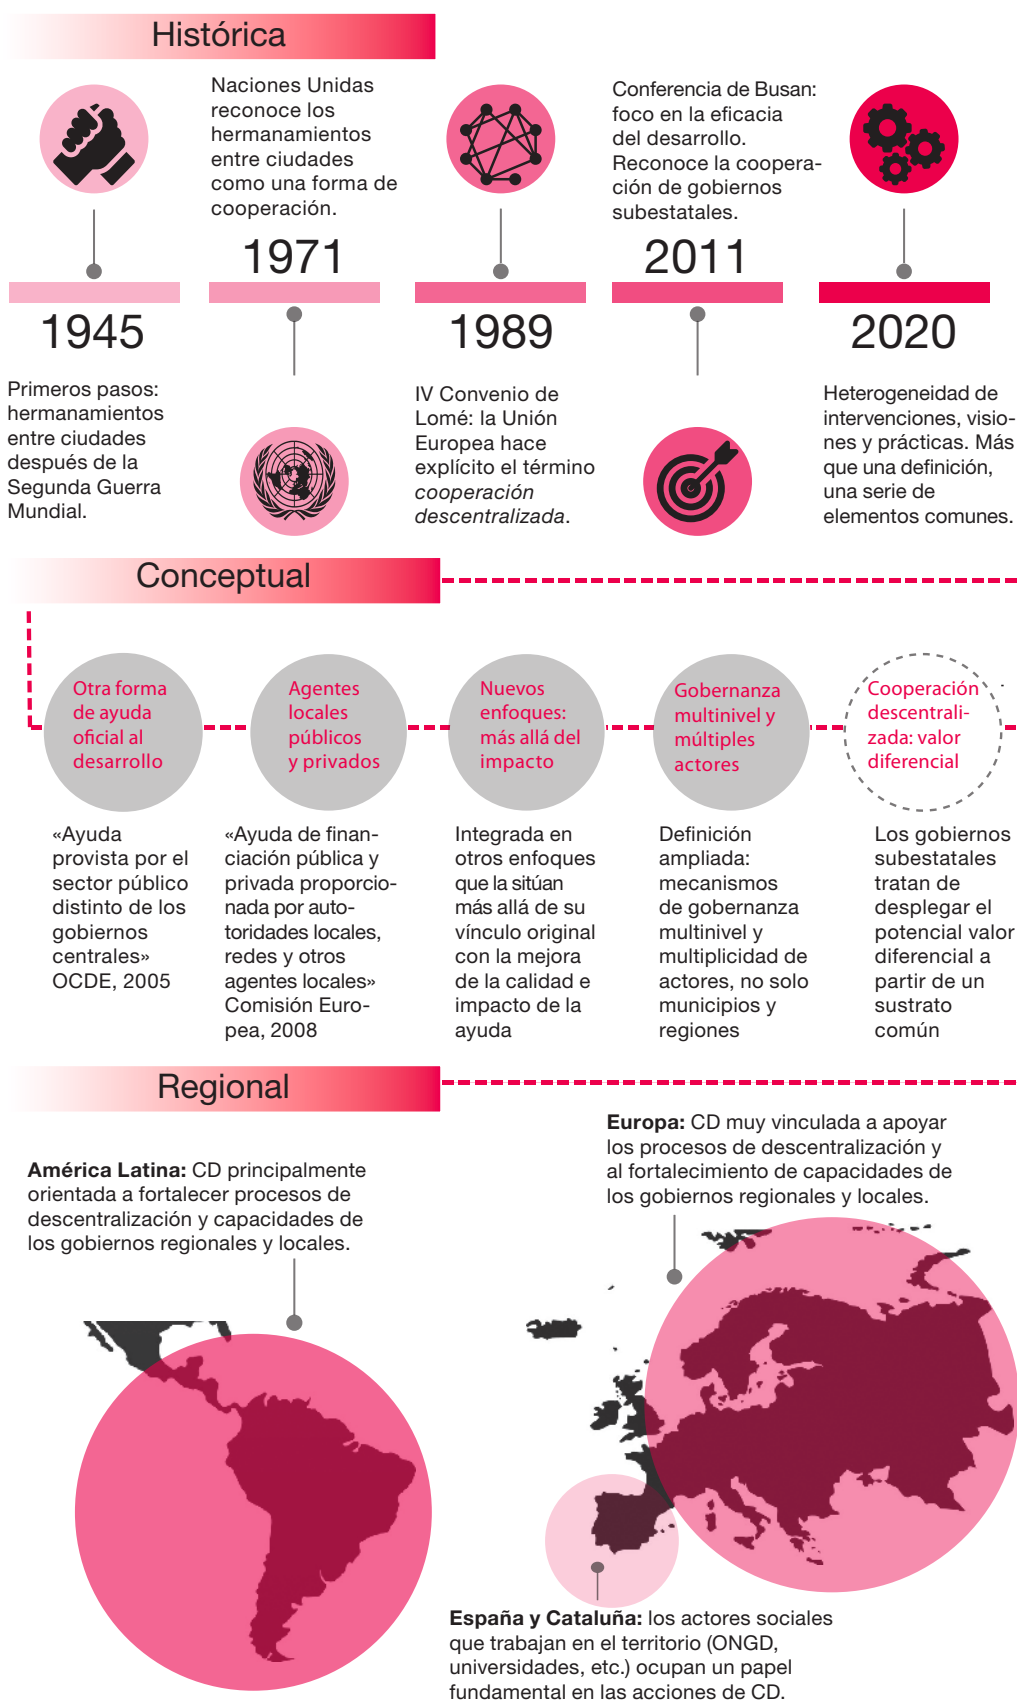 Histórica
1945
Primeros pasos:
hermanamientos
entre ciudades
después de la
Segunda Guerra
Mundial.
Naciones Unidas
reconoce los
hermanamientos
entre ciudades
como una forma de
cooperación.
1971
1989
IV Convenio de
Lomé: la Unión
Europea hace
explícito el término
cooperación
descentralizada.
Conferencia de Busan:
foco en la eficacia
del desarrollo.
Reconoce la coopera-
ción de gobiernos
subestatales.
2011
2020
Heterogeneidad de
intervenciones, visio-
nes y prácticas. Más
que una definición,
una serie de
elementos comunes.
Conceptual
Otra forma
de ayuda
oficial al
desarrollo
«Ayuda
provista por el
sector público
distinto de los
gobiernos
centrales»
OCDE, 2005
Agentes
locales
públicos
y privados
«Ayuda de finan-
ciación pública y
privada proporcio-
nada por auto-
toridades locales,
redes y otros
agentes locales»
Comisión Euro-
pea, 2008
Nuevos
enfoques:
más allá del
impacto
Integrada en
otros enfoques
que la sitúan
más allá de su
vínculo original
con la mejora
de la calidad e
impacto de la
ayuda
Gobernanza
multinivel y
múltiples
actores
Definición
ampliada:
mecanismos
de gobernanza
multinivel y
multiplicidad de
actores, no solo
municipios y
regiones
Cooperación
descentrali-
zada: valor
diferencial
Los gobiernos
subestatales
tratan de
desplegar el
potencial valor
diferencial a
partir de un
sustrato
común
Regional
América Latina: CD principalmente
orientada a fortalecer procesos de
descentralización y capacidades de
los gobiernos regionales y locales.
Europa: CD muy vinculada a apoyar
los procesos de descentralización y
al fortalecimiento de capacidades de
los gobiernos regionales y locales.
España y Cataluña: los actores sociales
que trabajan en el territorio (ONGD,
universidades, etc.) ocupan un papel
fundamental en las acciones de CD.